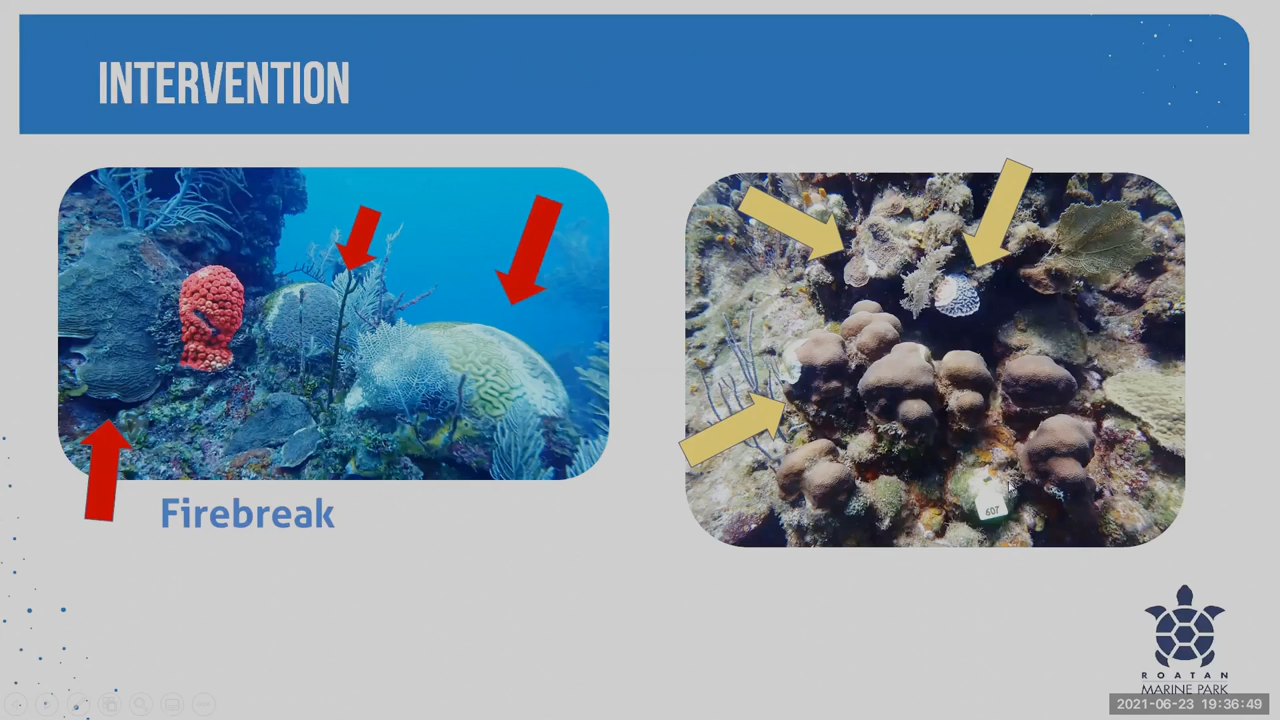 INTERVENTION
607
Firebreak
ROATAN
MARINE PARK
2021-06-23 19:36:49